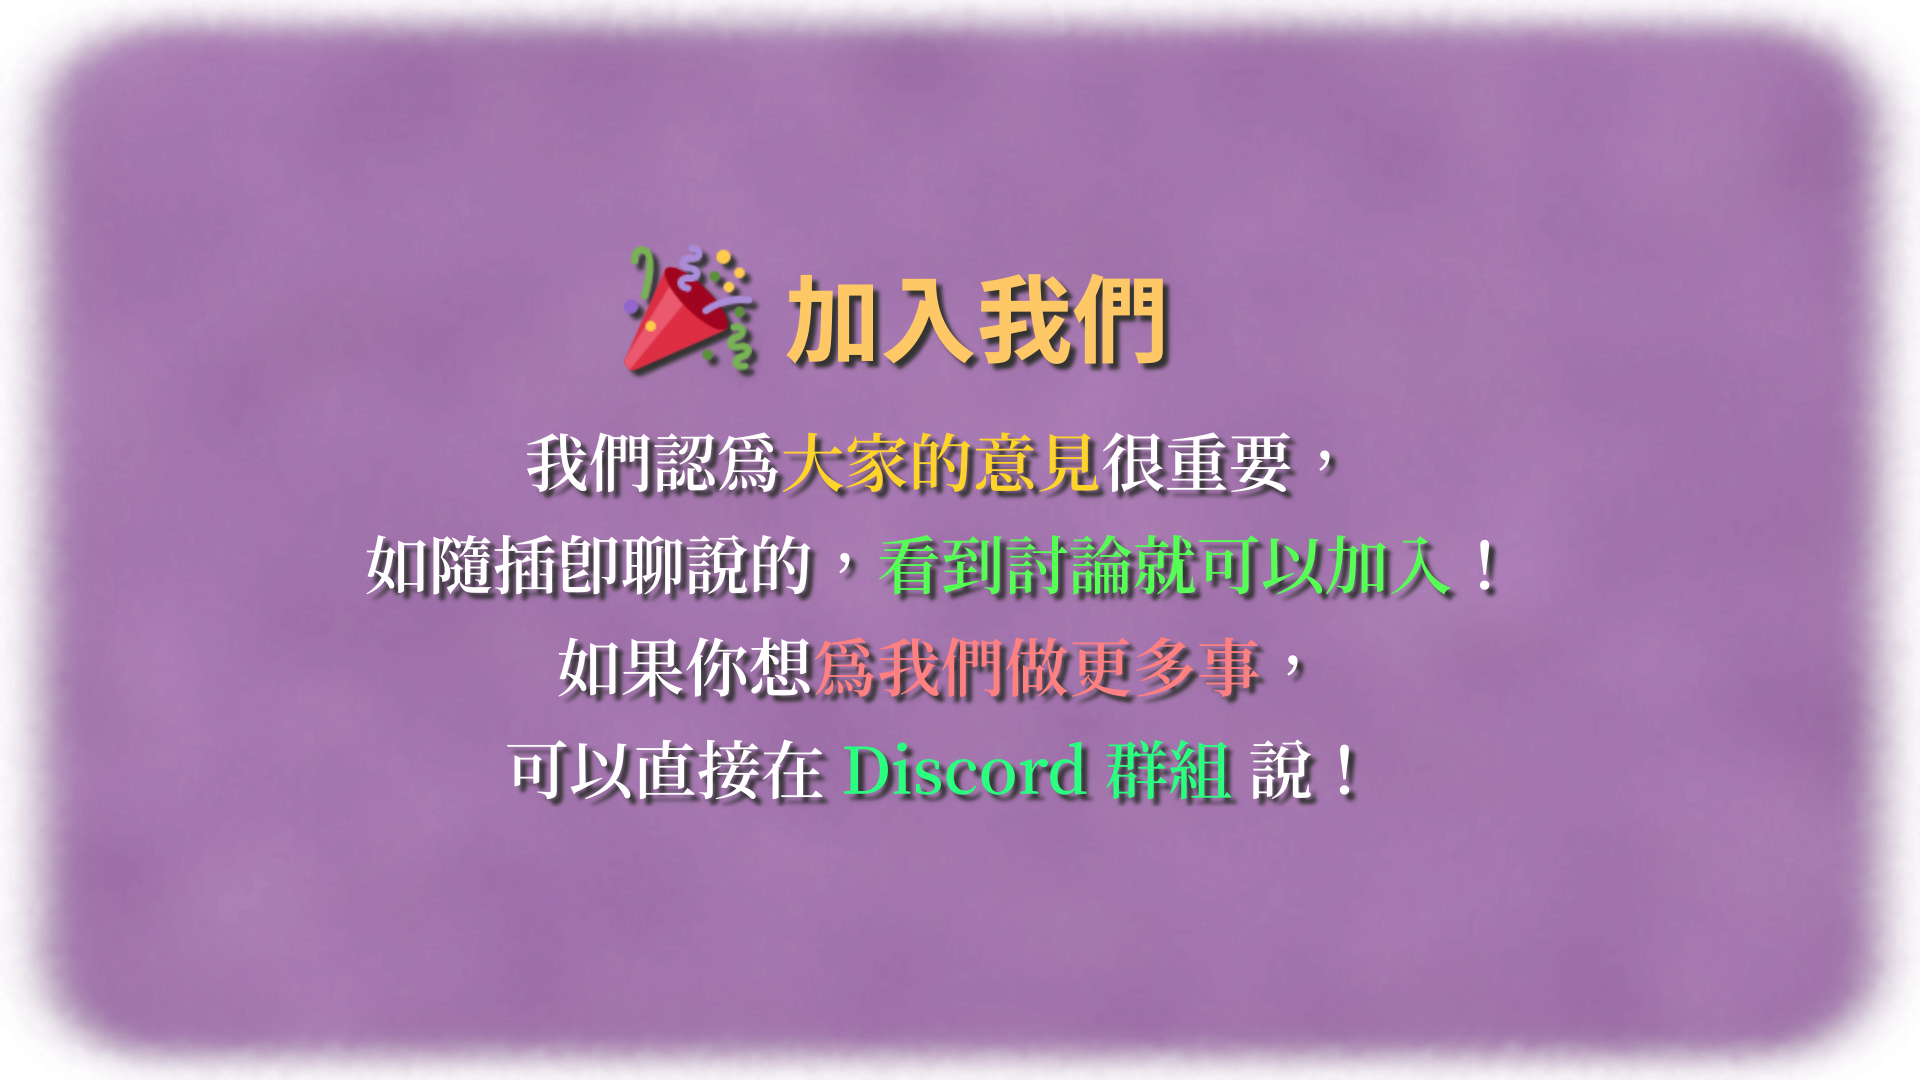 🎉 加入我們
我們認爲大家的意見很重要，
如隨插卽聊說的，看到討論就可以加入！
如果你想爲我們做更多事，
可以直接在 Discord 群組 說！